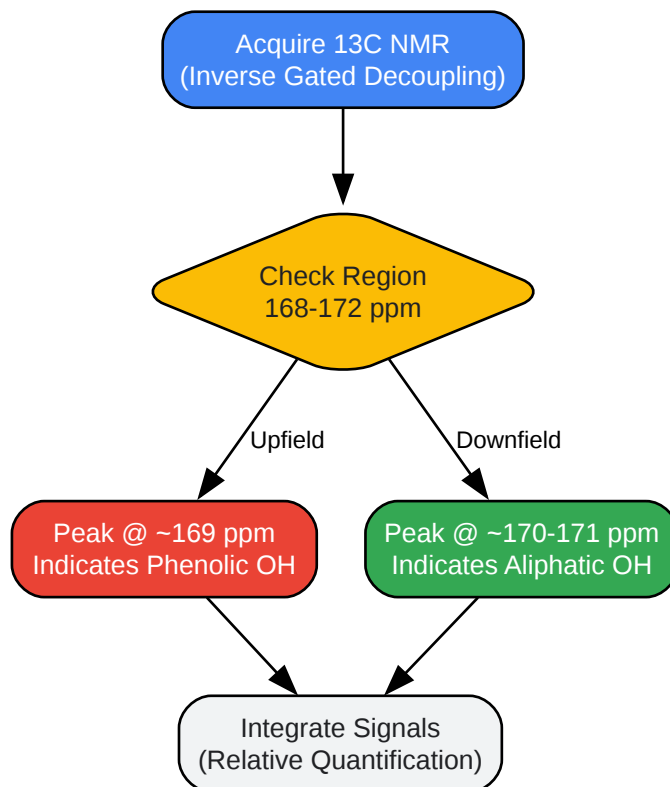 Acquire 13C NMR
(Inverse Gated Decoupling)
Check Region
168-172 ppm
Upfield
Downfield
Peak @ ~169 ppm
Indicates Phenolic OH
Peak @ ~170-171 ppm
Indicates Aliphatic OH
Integrate Signals
(Relative Quantification)